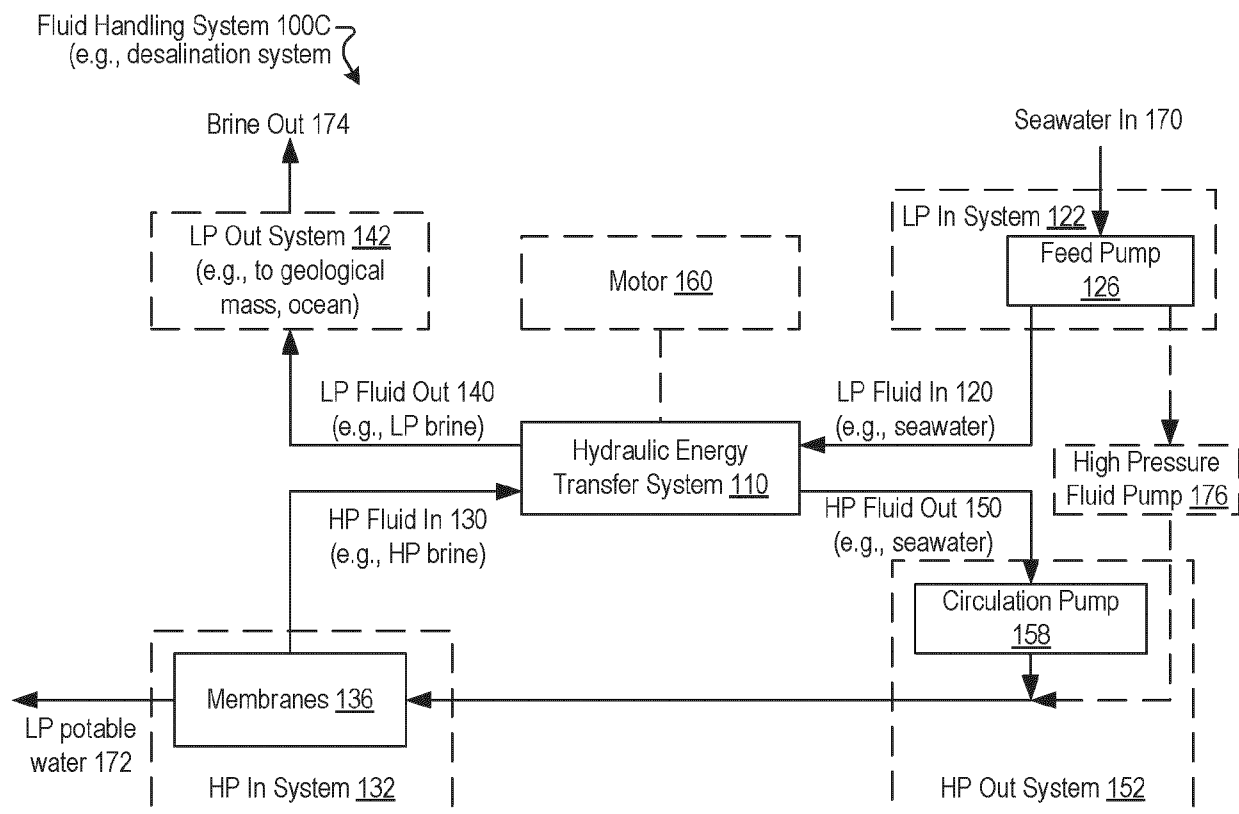 Fluid Handling System 100C
(e.g., desalination system
Brine Out 174
Seawater In 170
LP Out System 142
(e.g., to geological
mass, ocean)
Motor 160
LP In System 122
Feed Pump
126
LP Fluid Out 140
(e.g., LP brine)
LP Fluid In 120
(e.g., seawater)
Hydraulic Energy
Transfer System 110
High Pressure
Fluid Pump 176
HP Fluid In 130
(e.g., HP brine)
HP Fluid Out 150
(e.g., seawater)
Circulation Pump
158
Membranes 136
LP potable
water 172
HP In System 132
HP Out System 152